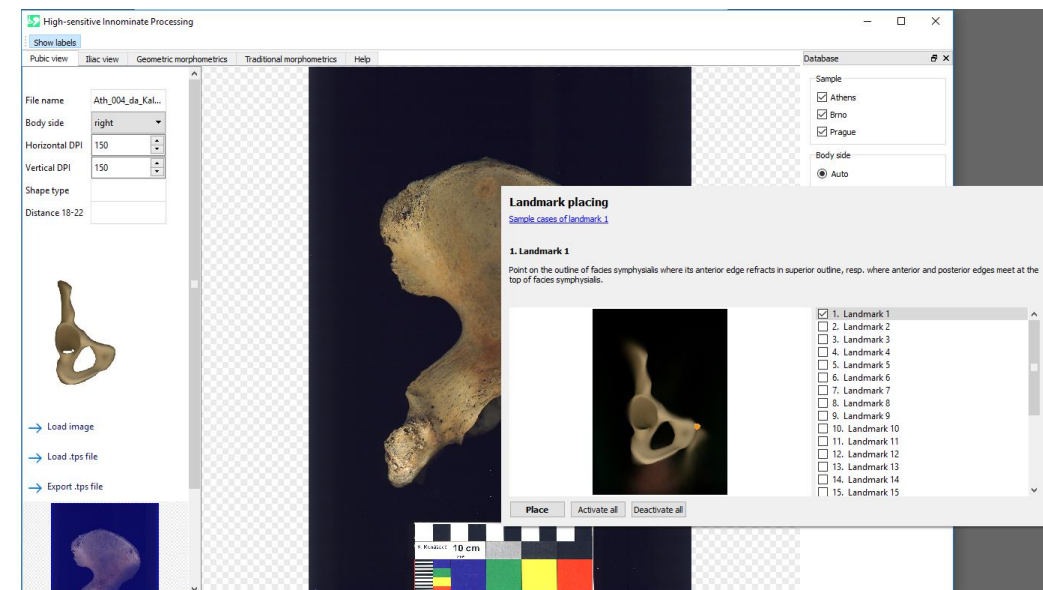 High-sensitive Innominate Processing
Show labels
Pubic view Iliac view Geometric morphometrics Traditional morphometrics Help
Database
Sample
Athens
Brno
Prague
Body side
Auto
File name Ath_004_da_Kal...
Body side right
Horizontal DPI 150
Vertical DPI 150
Shape type
Distance 18-22
Load image
Load .tps file
Export .tps file
Landmark placing
Sample cases of landmark 1
1. Landmark 1
Point on the outline of facies symphysialis where its anterior edge refracts in superior outline, resp. where anterior and posterior edges meet at the
top of facies symphysialis.
1. Landmark 1
2. Landmark 2
3. Landmark 3
4. Landmark 4
5. Landmark 5
6. Landmark 6
7. Landmark 7
8. Landmark 8
9. Landmark 9
10. Landmark 10
11. Landmark 11
12. Landmark 12
13. Landmark 13
14. Landmark 14
15. Landmark 15
Place Activate all Deactivate all
10 cm